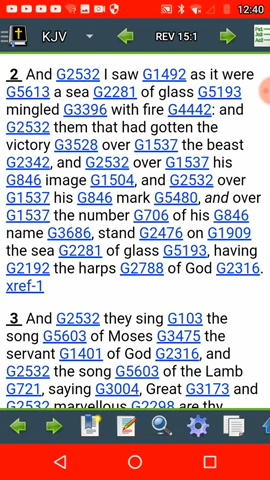 12:40
KJV REV 15:1
2 And G2532 I saw G1492 as it were
G5613 a sea G2281 of glass G5193
mingled G3396 with fire G4442: and
G2532 them that had gotten the
victory G3528 over G1537 the beast
G2342, and G2532 over G1537 his
G846 image G1504, and G2532 over
G1537 his G846 mark G5480, and over
G1537 the number G706 of his G846
name G3686, stand G2476 on G1909
the sea G2281 of glass G5193, having
G2192 the harps G2788 of God G2316.
xref-1
3 And G2532 they sing G103 the
song G5603 of Moses G3475 the
servant G1401 of God G2316, and
G2532 the song G5603 of the Lamb
G721, saying G3004, Great G3173 and
G2532 marvellous G2298 are thy